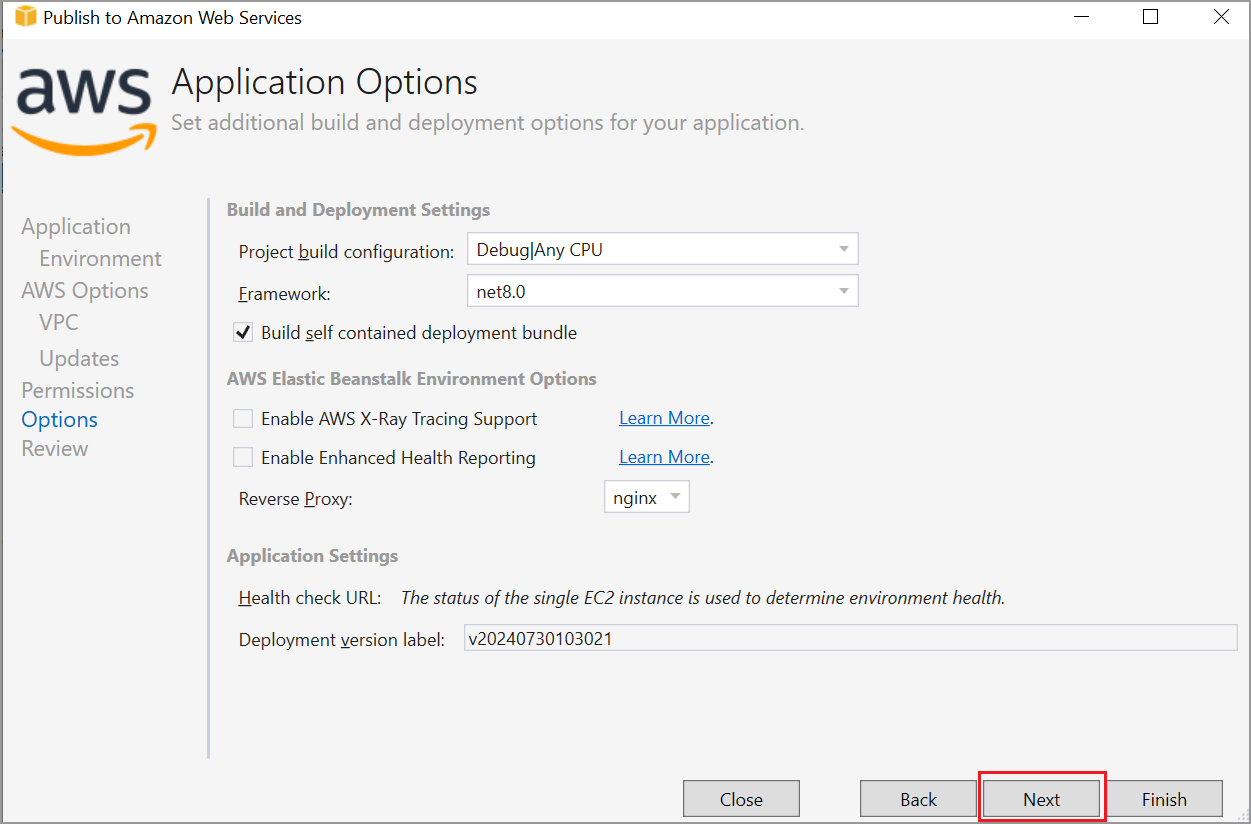 Publish to Amazon Web Services
aws
Application Options
Set additional build and deployment options for your application.
Application
Environment
AWS Options
VPC
Updates
Permissions
Options
Review
Build and Deployment Settings
Project build configuration: Debug|Any CPU
Framework: net8.0
Build self contained deployment bundle
AWS Elastic Beanstalk Environment Options
Enable AWS X-Ray Tracing Support Learn More.
Enable Enhanced Health Reporting Learn More.
Reverse Proxy: nginx
Application Settings
Health check URL: The status of the single EC2 instance is used to determine environment health.
Deployment version label: v20240730103021
Close Back Next Finish